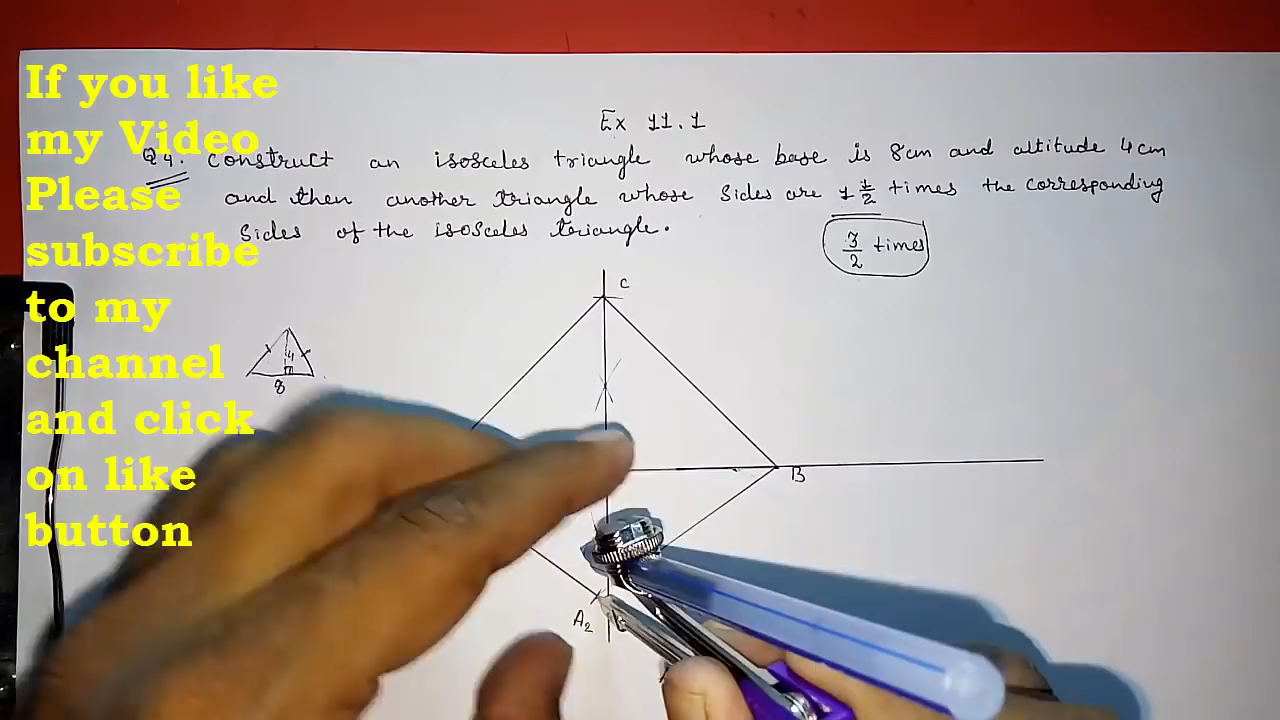 If you like
my Video
Please
subscribe
to my
channel
and click
on like
button
Ex 11.1
Q4. Construct an isosceles triangle whose base is 8cm and altitude 4cm
and then another triangle whose Sides are 1 1/2 times the corresponding
Sides of the isosceles triangle.
3/2 times
C
4
8
B
A2